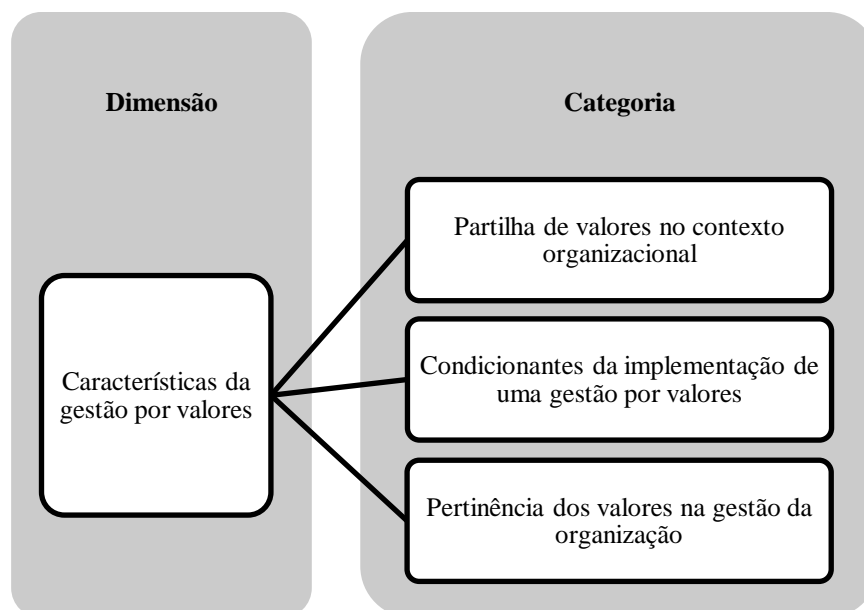 Dimensão
Categoria
Características da
gestão por valores
Partilha de valores no contexto
organizacional
Condicionantes da implementação de
uma gestão por valores
Pertinência dos valores na gestão da
organização